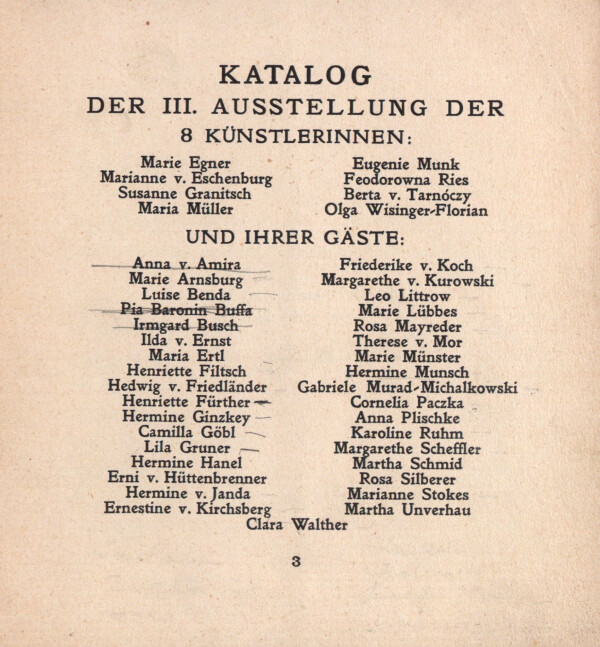 KATALOG
DER III. AUSSTELLUNG DER
8 KÜNSTLERINNEN:
Marie Egner
Marianne v. Eschenburg
Susanne Granitsch
Maria Müller
Eugenie Munk
Feodorowna Ries
Berta v. Tarnóczy
Olga Wisinger-Florian
UND IHRER GÄSTE:
Anna v. Amira
Marie Arnsburg
Luise Benda
Pia Baronin Buffa
Irmgard Busch
Ilda v. Ernst
Maria Ertl
Henriette Filtsch
Hedwig v. Friedländer
Henriette Fürther
Hermine Ginzkey
Camilla Göbl
Lila Gruner
Hermine Hanel
Erni v. Hüttenbrenner
Hermine v. Janda
Ernestine v. Kirchsberg
Friederike v. Koch
Margarethe v. Kurowski
Leo Littrow
Marie Lübbes
Rosa Mayreder
Therese v. Mor
Marie Münster
Hermine Munsch
Gabriele Murad-Michalkowski
Cornelia Paczka
Anna Plischke
Karoline Ruhm
Margarethe Scheffler
Martha Schmid
Rosa Silberer
Marianne Stokes
Martha Unverhau
Clara Walther
3